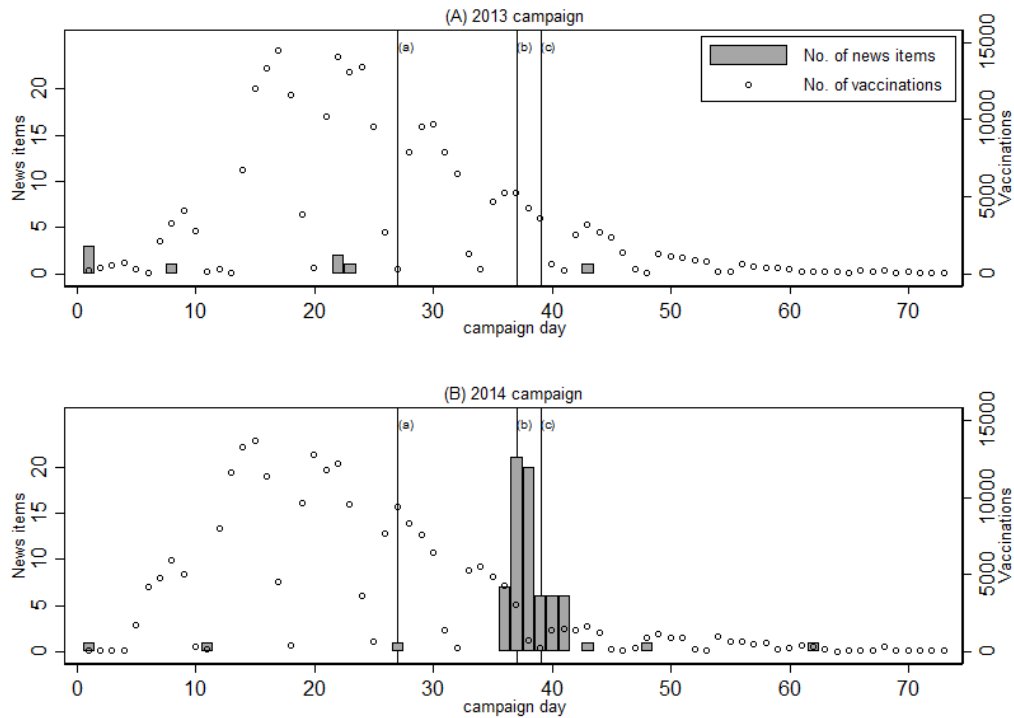 (A) 2013 campaign
(a)
(b)
(c)
No. of news items
No. of vaccinations
News items
0
5
10
15
20
Vaccinations
0
5000
10000
15000
0 10 20 30 40 50 60 70
campaign day
(B) 2014 campaign
(a)
(b)
(c)
News items
0
5
10
15
20
Vaccinations
0
5000
10000
15000
0 10 20 30 40 50 60 70
campaign day